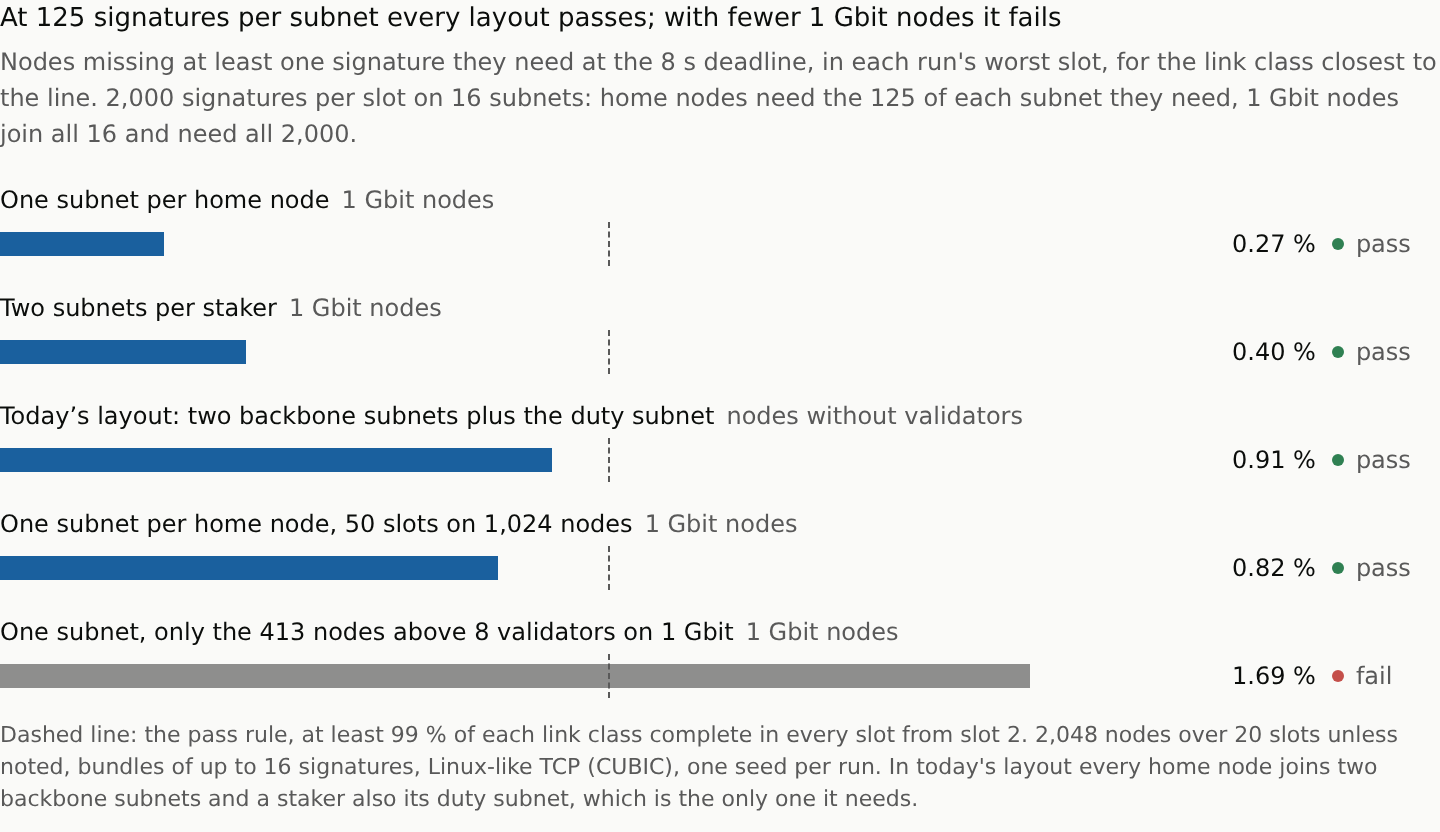 At 125 signatures per subnet every layout passes; with fewer 1 Gbit nodes it fails
Nodes missing at least one signature they need at the 8 s deadline, in each run's worst slot, for the link class closest to
the line. 2,000 signatures per slot on 16 subnets: home nodes need the 125 of each subnet they need, 1 Gbit nodes
join all 16 and need all 2,000.
One subnet per home node 1 Gbit nodes
0.27 % pass
Two subnets per staker 1 Gbit nodes
0.40 % pass
Today’s layout: two backbone subnets plus the duty subnet nodes without validators
0.91 % pass
One subnet per home node, 50 slots on 1,024 nodes 1 Gbit nodes
0.82 % pass
One subnet, only the 413 nodes above 8 validators on 1 Gbit 1 Gbit nodes
1.69 % fail
Dashed line: the pass rule, at least 99 % of each link class complete in every slot from slot 2. 2,048 nodes over 20 slots unless
noted, bundles of up to 16 signatures, Linux-like TCP (CUBIC), one seed per run. In today's layout every home node joins two
backbone subnets and a staker also its duty subnet, which is the only one it needs.